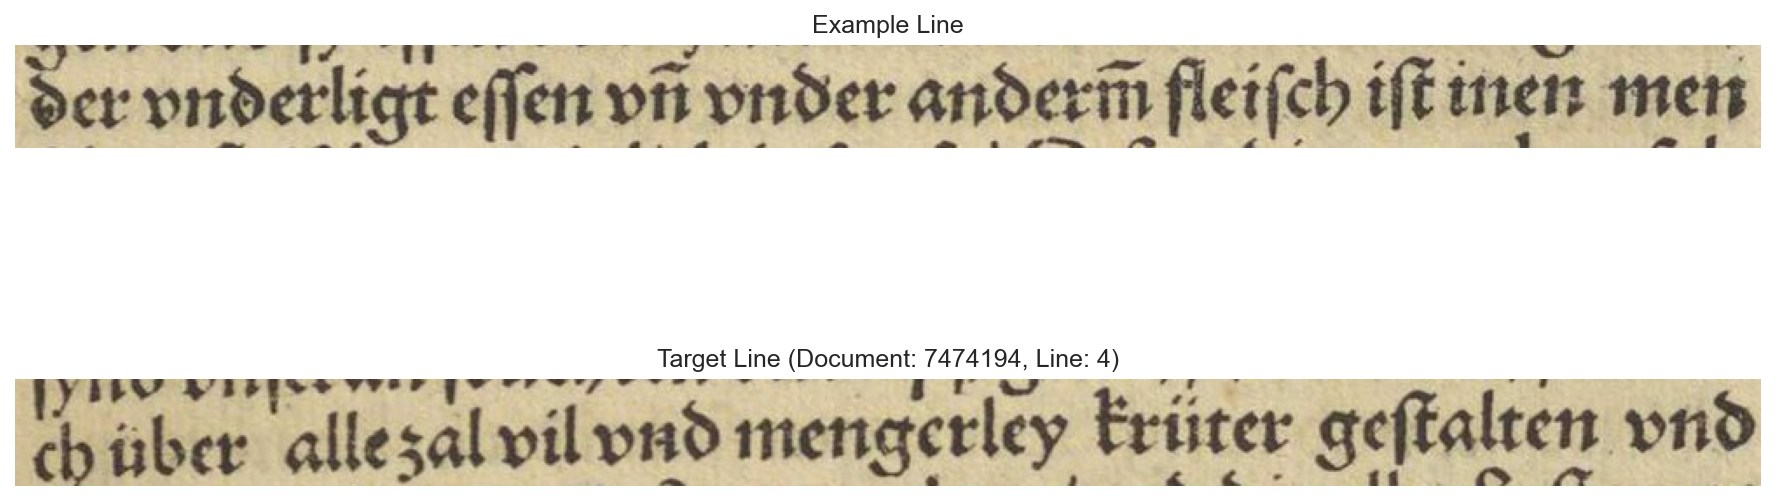 Example Line
der vnderligt eſſen vn̄ vnder anderm̄ fleiſch iſt inen men
Target Line (Document: 7474194, Line: 4)
ch über alle zal vil vnd mengerley krüter geſtalten vnd